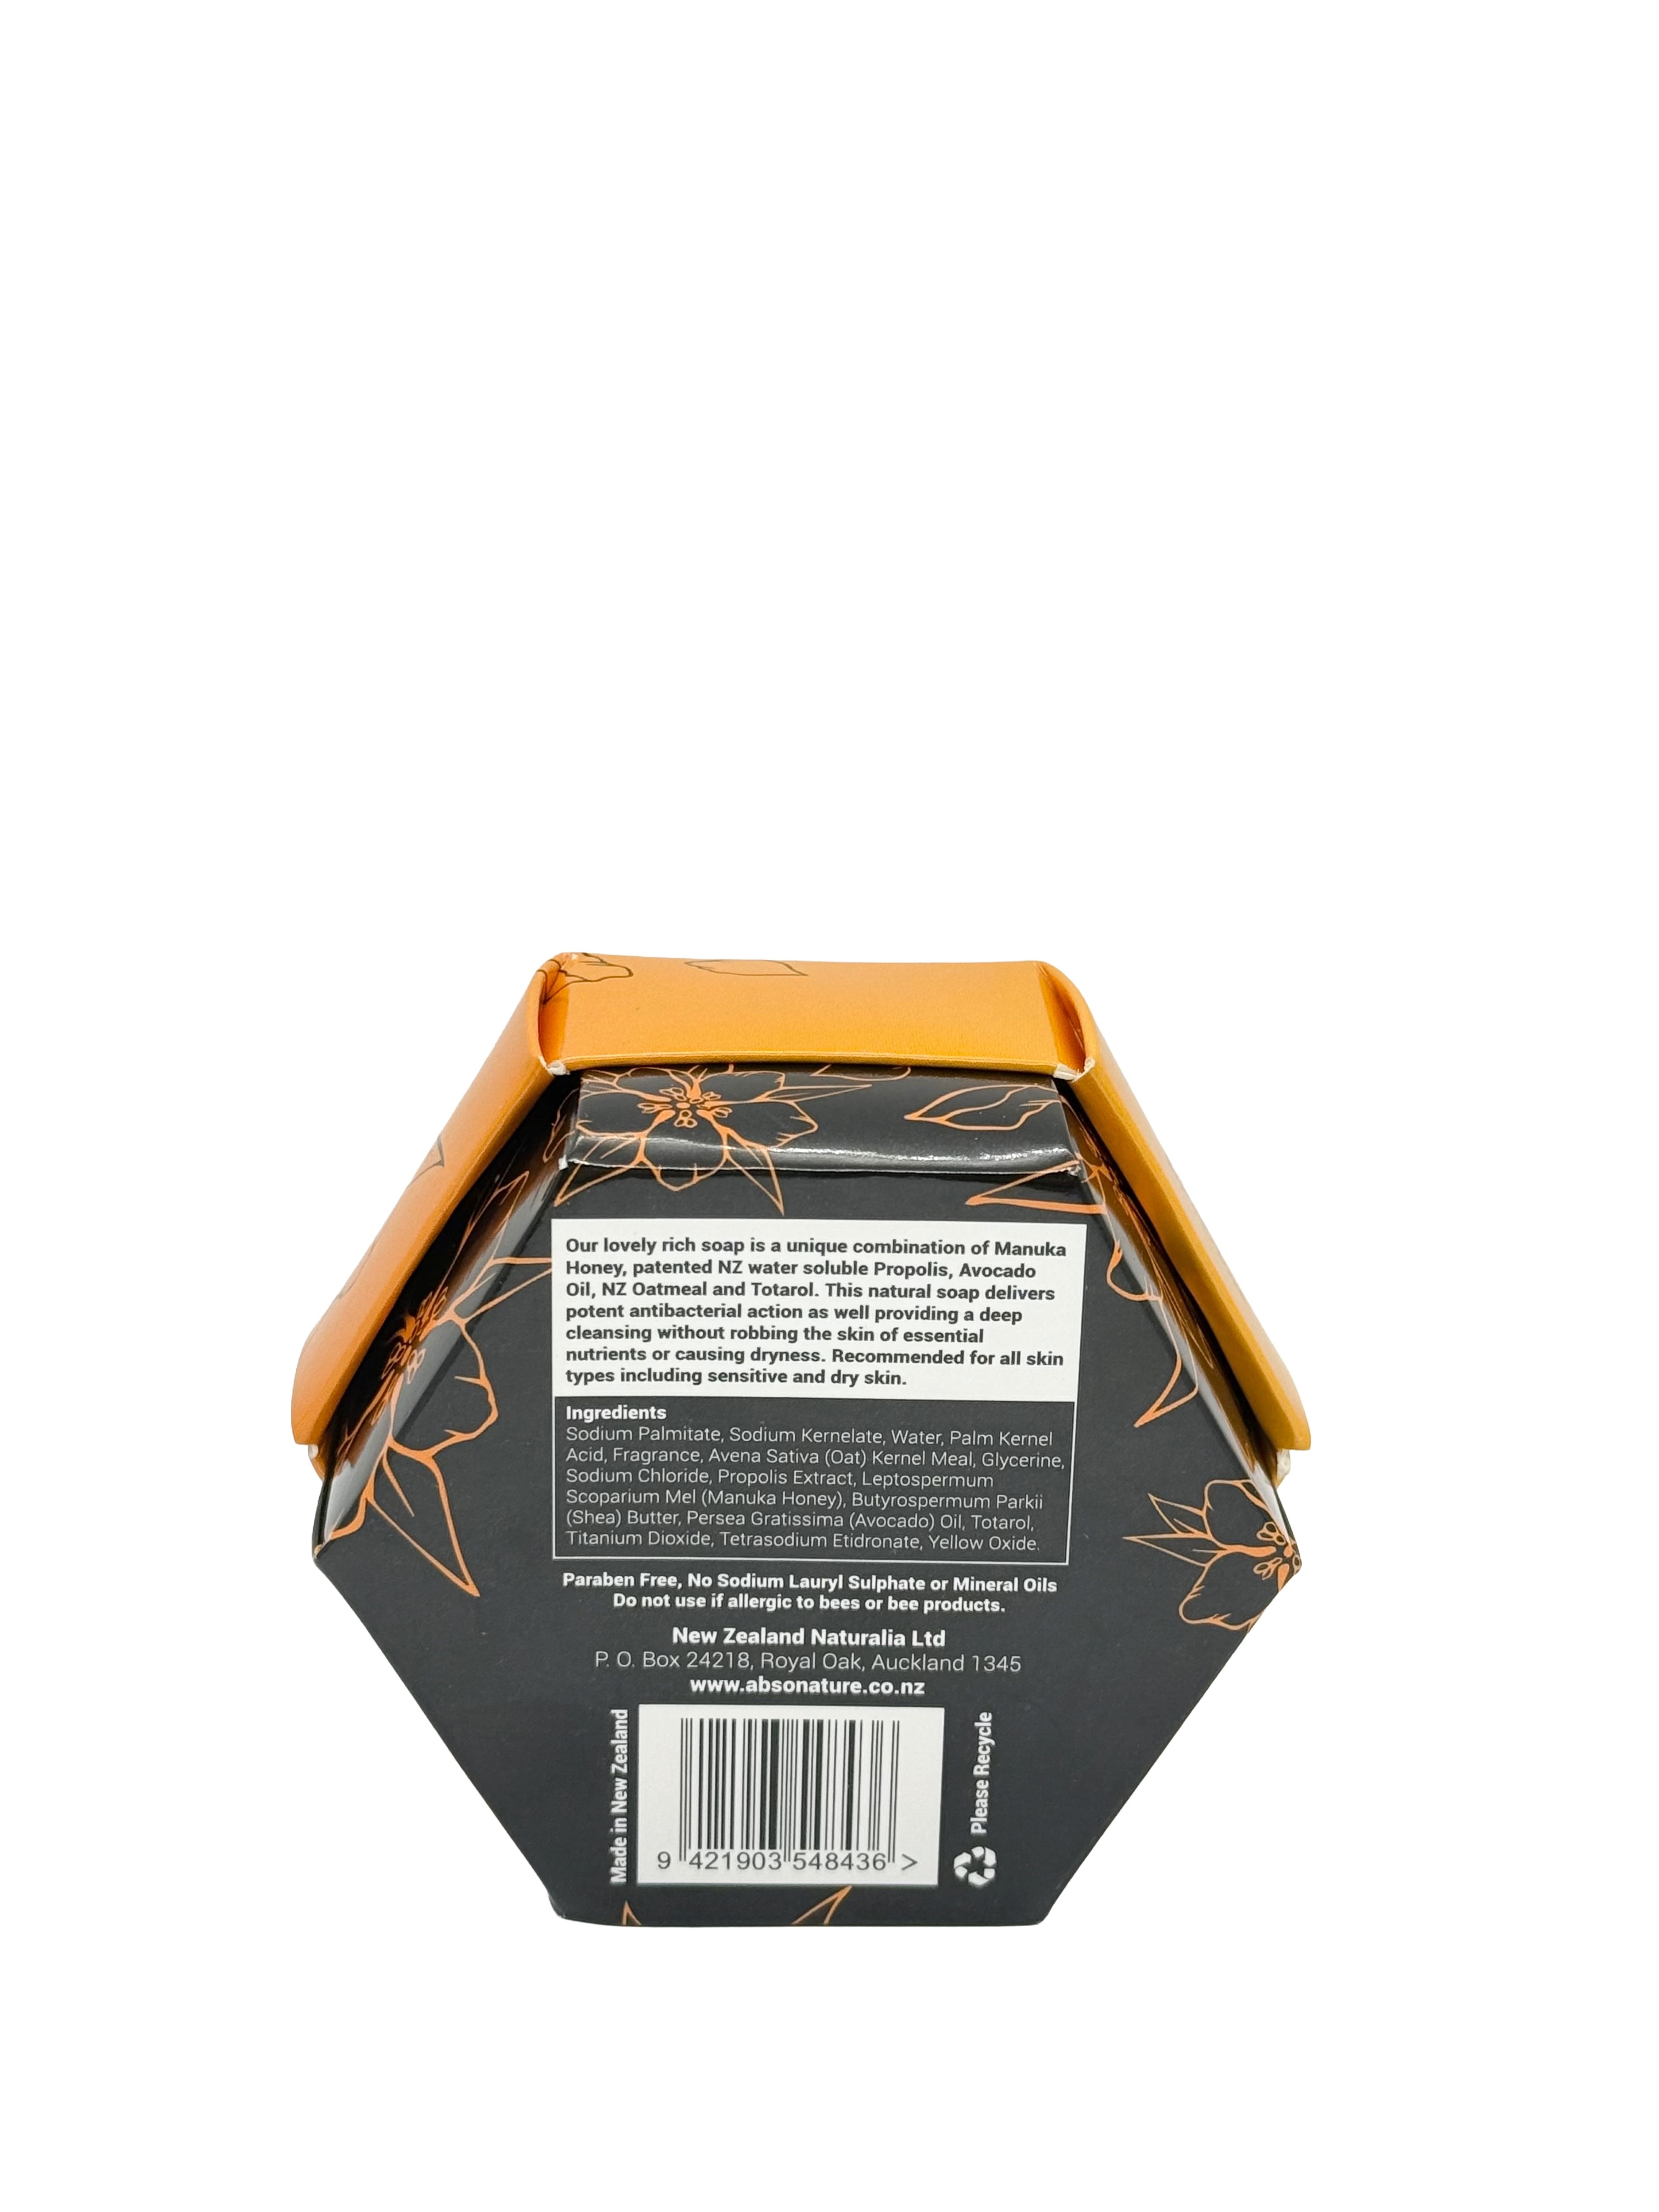 Our lovely rich soap is a unique combination of Manuka
Honey, patented NZ water soluble Propolis, Avocado
Oil, NZ Oatmeal and Totarol. This natural soap delivers
potent antibacterial action as well providing a deep
cleansing without robbing the skin of essential
nutrients or causing dryness. Recommended for all skin
types including sensitive and dry skin.
Ingredients
Sodium Palmitate, Sodium Kernelate, Water, Palm Kernel
Acid, Fragrance, Avena Sativa (Oat) Kernel Meal, Glycerine,
Sodium Chloride, Propolis Extract, Leptospermum
Scoparium Mel (Manuka Honey), Butyrospermum Parkii
(Shea) Butter, Persea Gratissima (Avocado) Oil, Totarol,
Titanium Dioxide, Tetrasodium Etidronate, Yellow Oxide.
Paraben Free, No Sodium Lauryl Sulphate or Mineral Oils
Do not use if allergic to bees or bee products.
New Zealand Naturalia Ltd
P. O. Box 24218, Royal Oak, Auckland 1345
www.absonature.co.nz
Made in New Zealand
9 421903 548436 >
Please Recycle